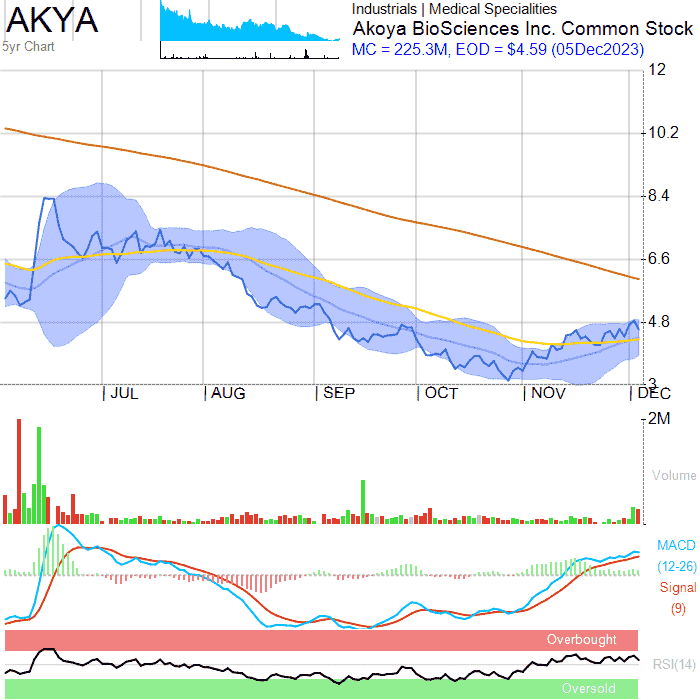 AKYA
5yr Chart
Industrials | Medical Specialities
Akoya BioSciences Inc. Common Stock
MC = 225.3M, EOD = $4.59 (05Dec2023)
12
10.2
8.4
6.6
4.8
3
JUL
AUG
SEP
OCT
NOV
DEC
2M
Volume
MACD
(12-26)
Signal
(9)
Overbought
RSI(14)
Oversold